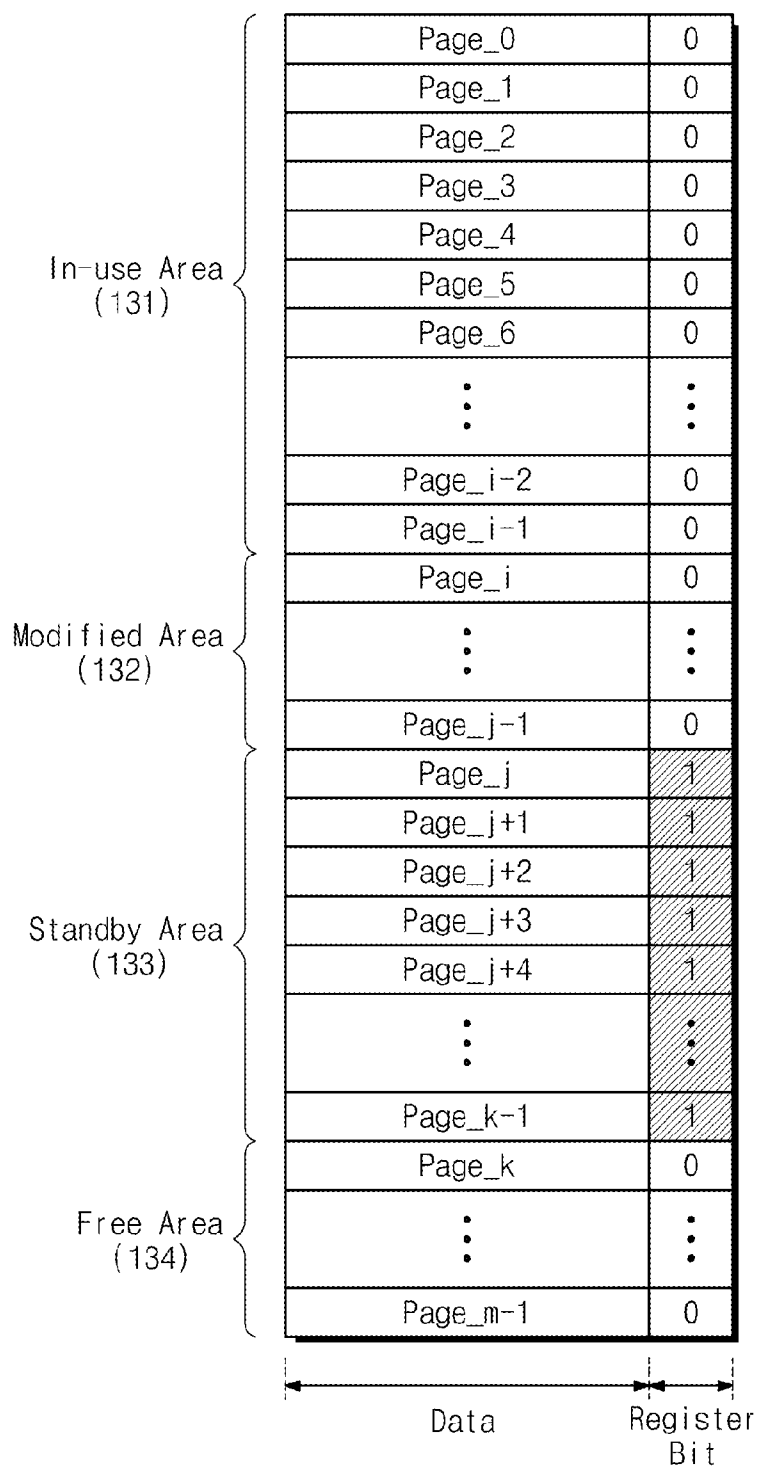 Page_0 0
Page_1 0
Page_2 0
Page_3 0
Page_4 0
In-use Area
(131)
Page_5 0
Page_6 0
⋮ ⋮
Page_i-2 0
Page_i-1 0
Page_i 0
Modified Area
(132)
⋮ ⋮
Page_j-1 0
Page_j 1
Page_j+1 1
Page_j+2 1
Standby Area
(133)
Page_j+3 1
Page_j+4 1
⋮ ⋮
Page_k-1 1
Page_k 0
Free Area
(134)
⋮ ⋮
Page_m-1 0
Data
Register
Bit